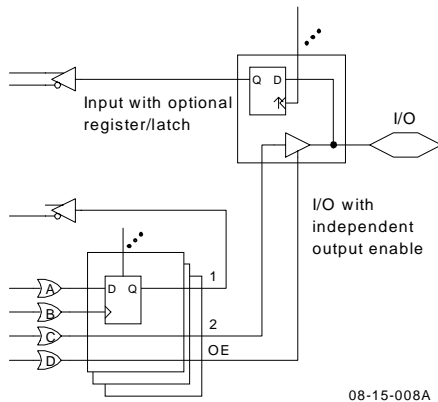 Q D
I/O
Input with optional
register/latch
I/O with
independent
output enable
A
B
C
D
D Q
1
2
OE
08-15-008A